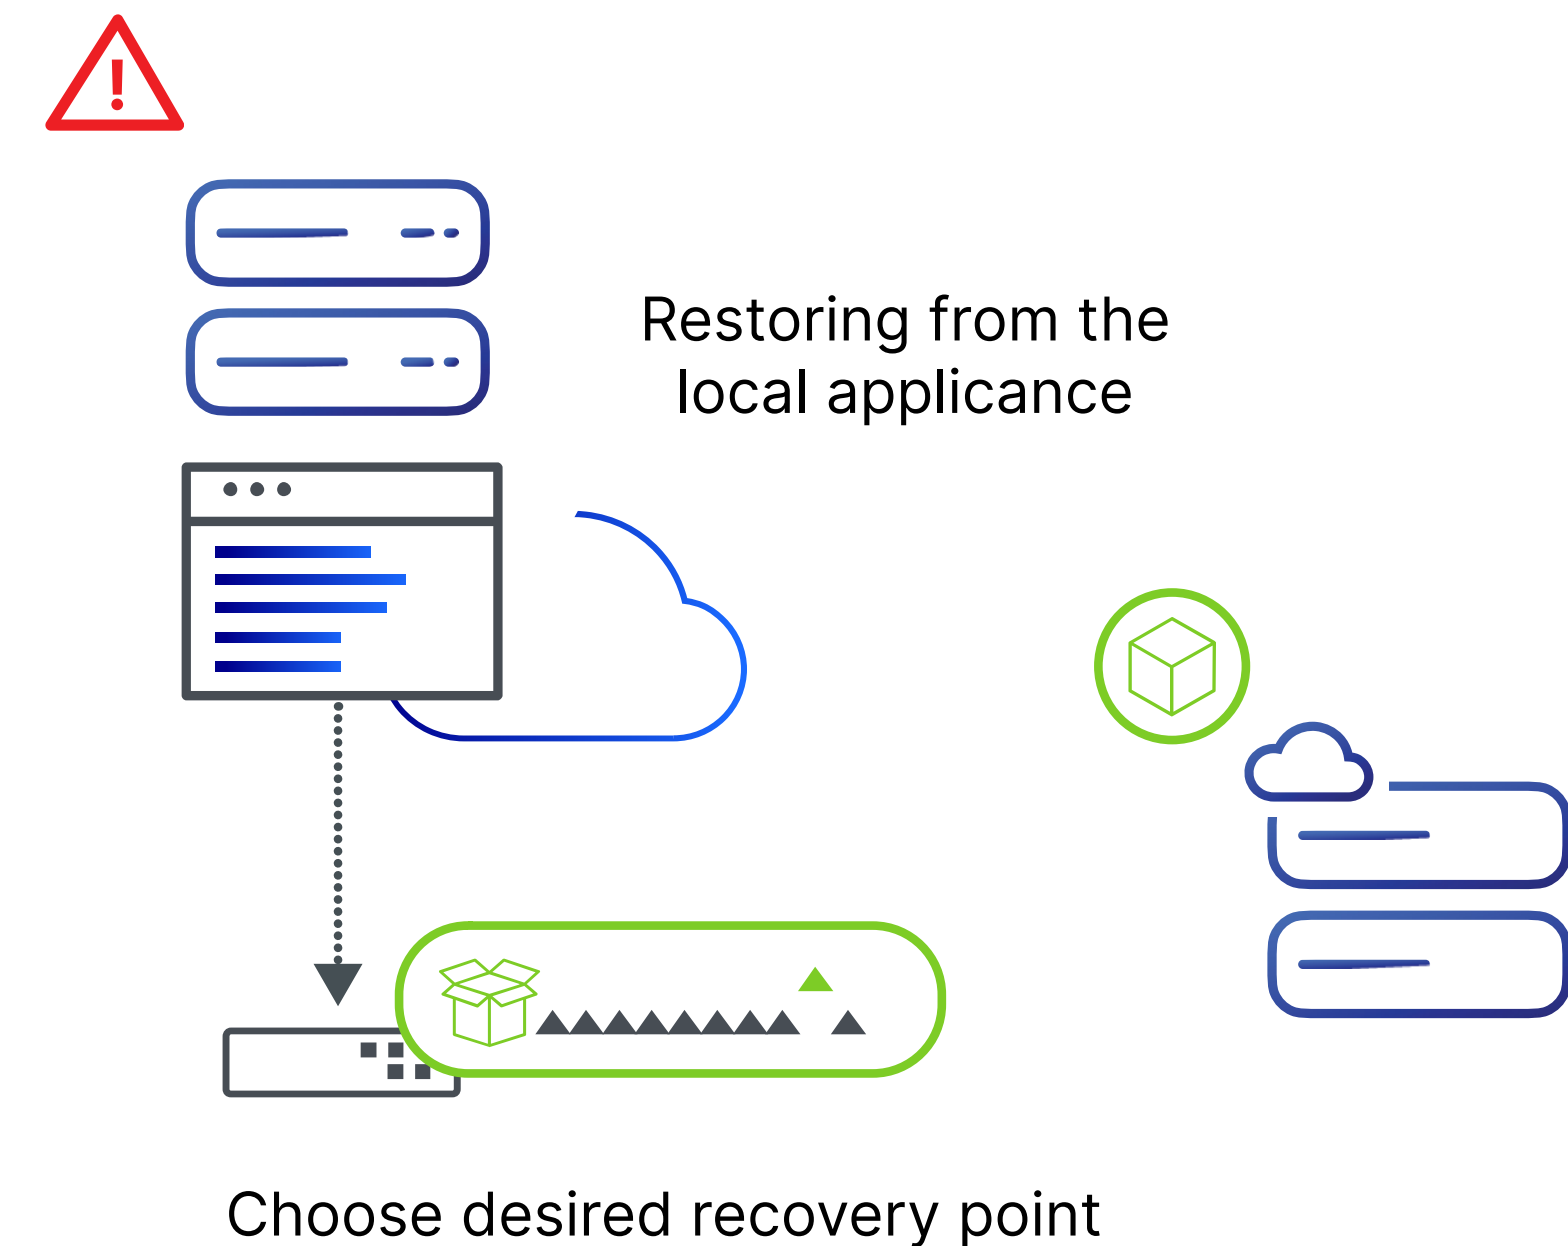 Restoring from the
local applicance
Choose desired recovery point